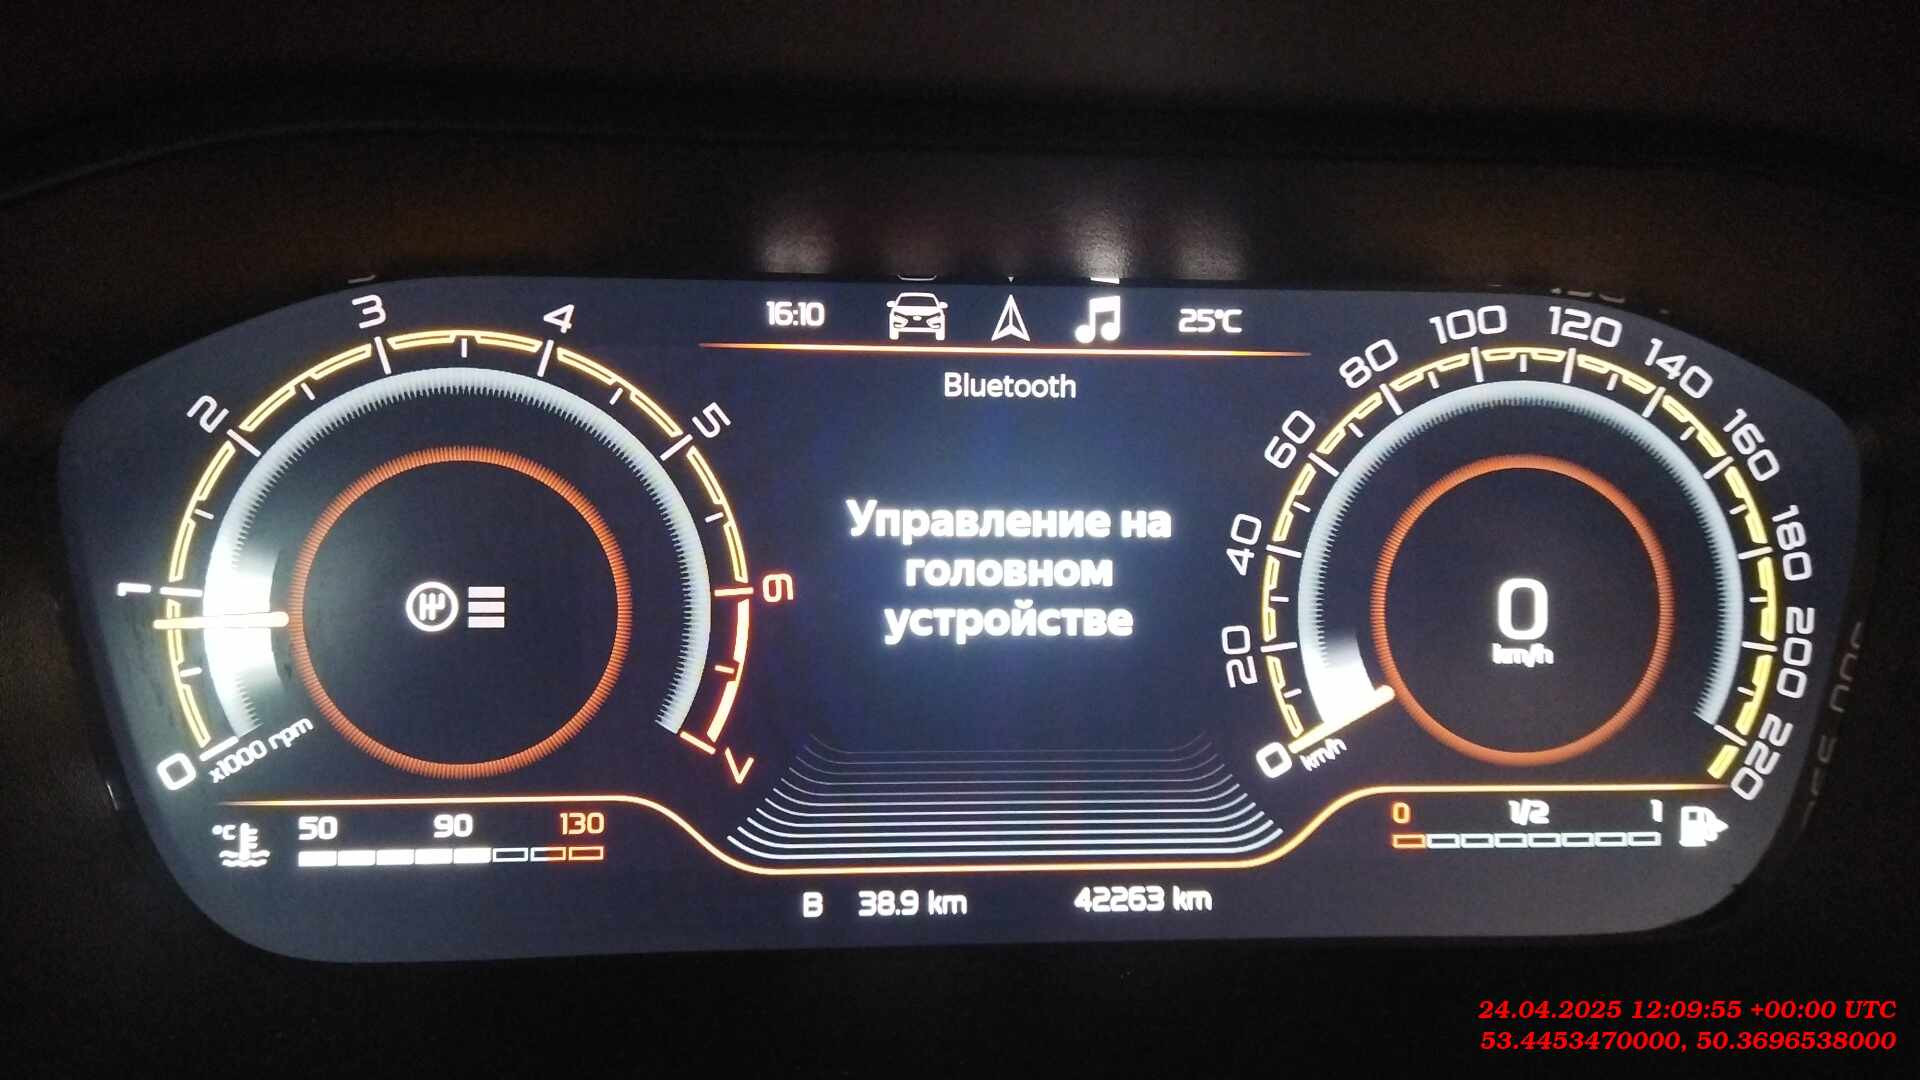 16:10
25°C
Bluetooth
Управление на
головном
устройстве
0
1
2
3
4
5
6
7
x1000 rpm
0
20
40
60
80
100
120
140
160
180
200
220
km/h
0
km/h
°C
50
90
130
0
1/2
1
B
38.9 km
42263 km
24.04.2025 12:09:55 +00:00 UTC
53.4453470000, 50.3696538000